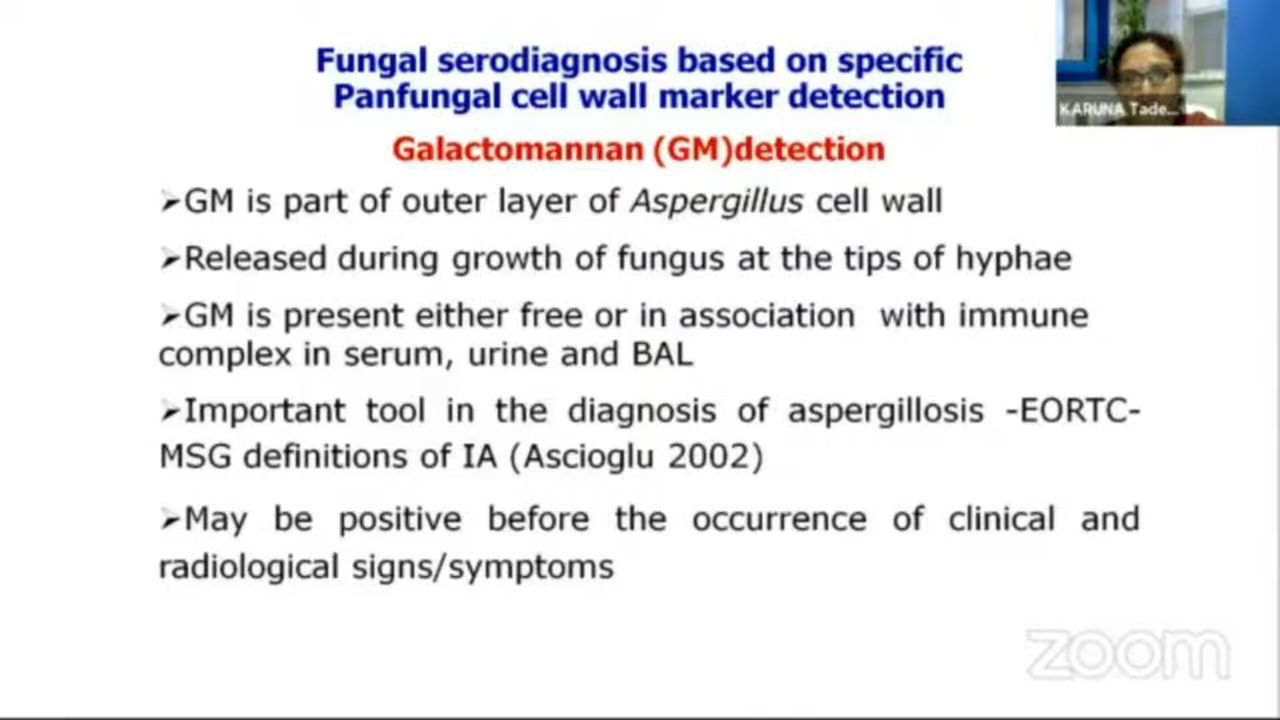 Fungal serodiagnosis based on specific
Panfungal cell wall marker detection
KARUNA Tade...
Galactomannan (GM)detection
➢GM is part of outer layer of Aspergillus cell wall
➢Released during growth of fungus at the tips of hyphae
➢GM is present either free or in association with immune
complex in serum, urine and BAL
➢Important tool in the diagnosis of aspergillosis -EORTC-
MSG definitions of IA (Ascioglu 2002)
➢May be positive before the occurrence of clinical and
radiological signs/symptoms
zoom